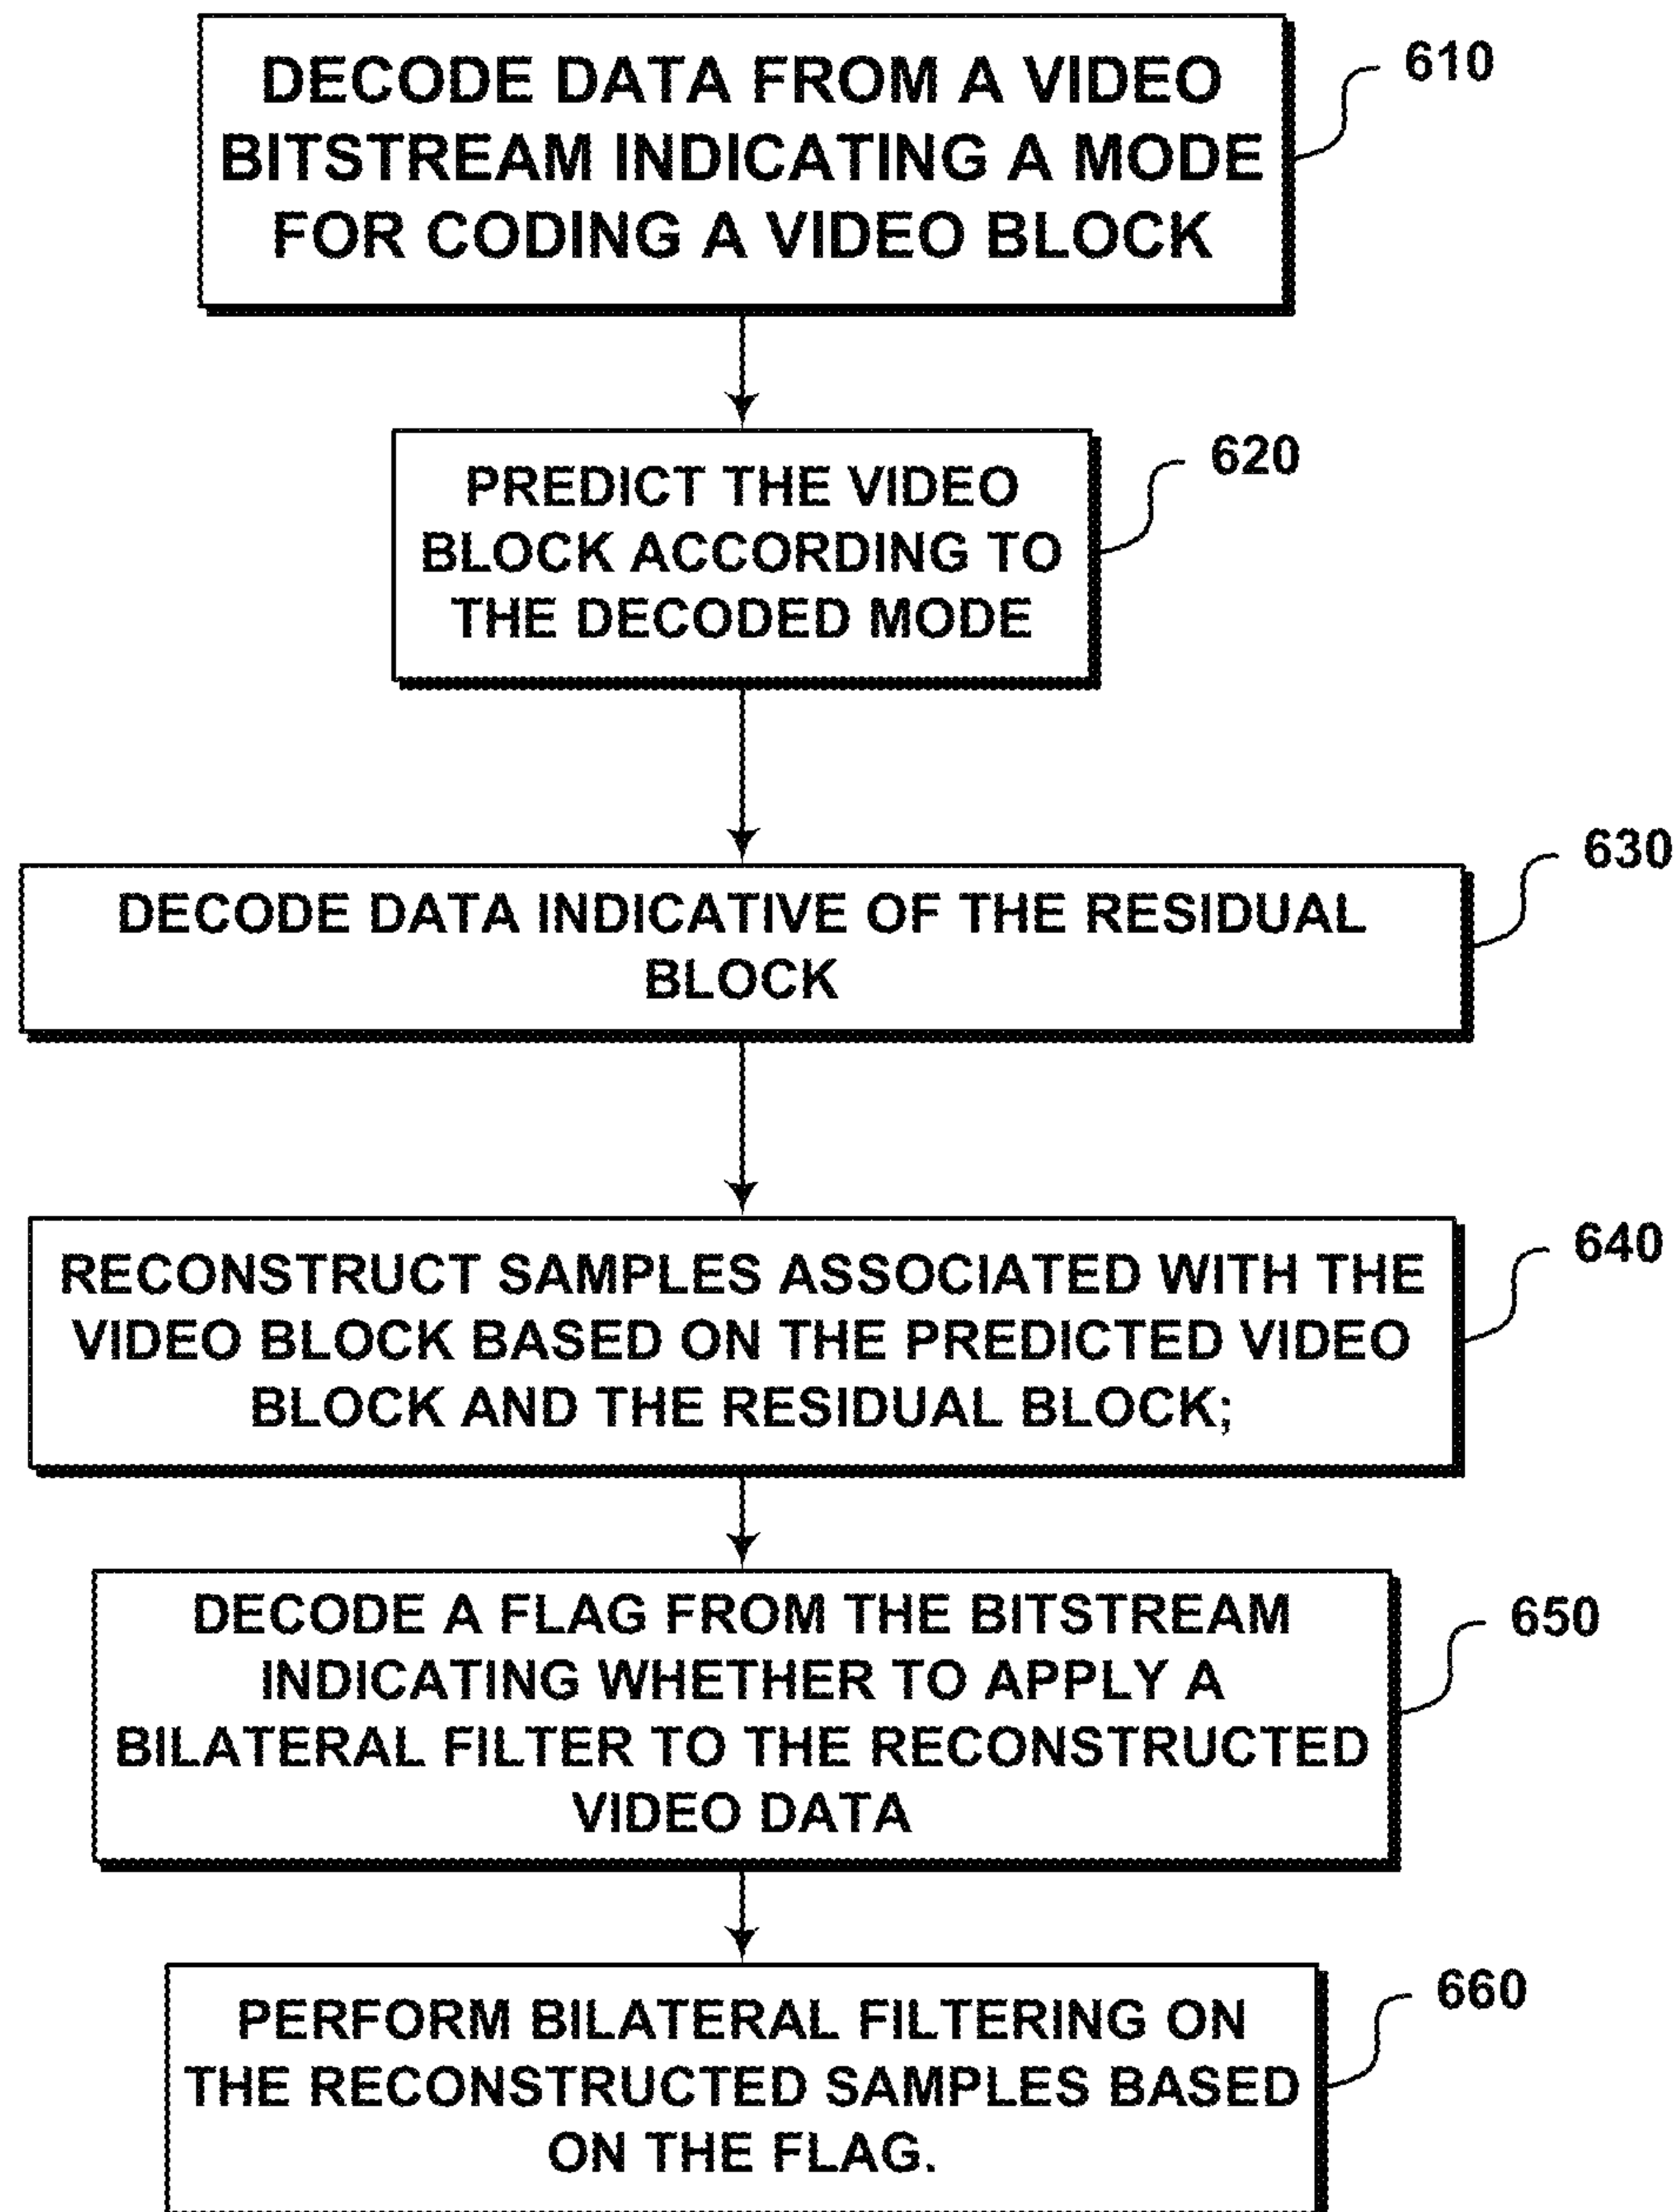 DECODE DATA FROM A VIDEO
BITSTREAM INDICATING A MODE
FOR CODING A VIDEO BLOCK
610
PREDICT THE VIDEO
BLOCK ACCORDING TO
THE DECODED MODE
620
DECODE DATA INDICATIVE OF THE RESIDUAL
BLOCK
630
RECONSTRUCT SAMPLES ASSOCIATED WITH THE
VIDEO BLOCK BASED ON THE PREDICTED VIDEO
BLOCK AND THE RESIDUAL BLOCK;
640
DECODE A FLAG FROM THE BITSTREAM
INDICATING WHETHER TO APPLY A
BILATERAL FILTER TO THE RECONSTRUCTED
VIDEO DATA
650
PERFORM BILATERAL FILTERING ON
THE RECONSTRUCTED SAMPLES BASED
ON THE FLAG.
660